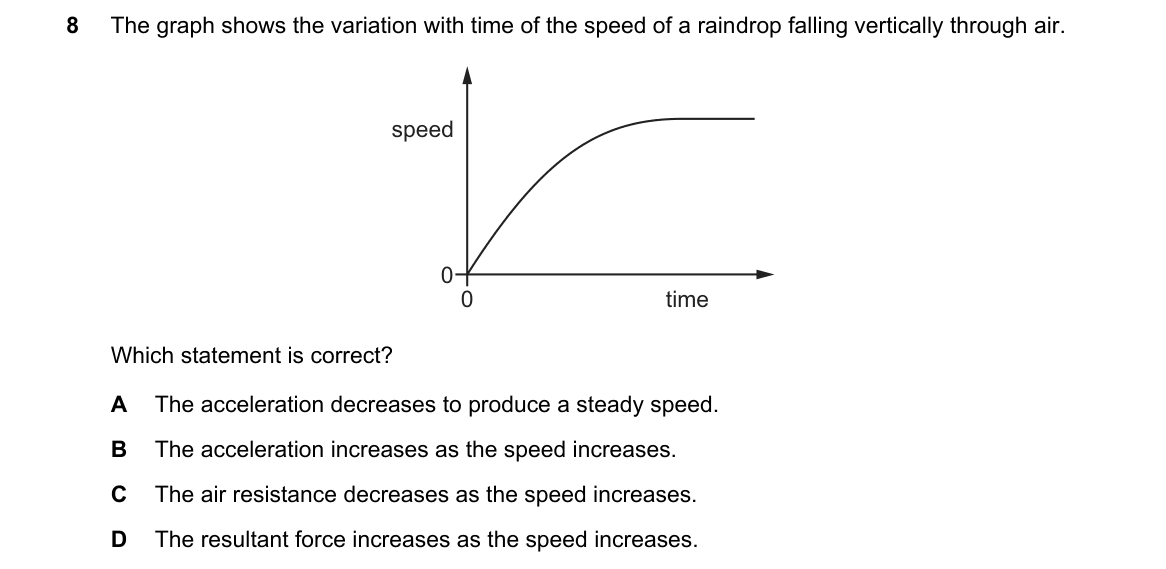 8 The graph shows the variation with time of the speed of a raindrop falling vertically through air.
speed
0
0
time
Which statement is correct?
A The acceleration decreases to produce a steady speed.
B The acceleration increases as the speed increases.
C The air resistance decreases as the speed increases.
D The resultant force increases as the speed increases.